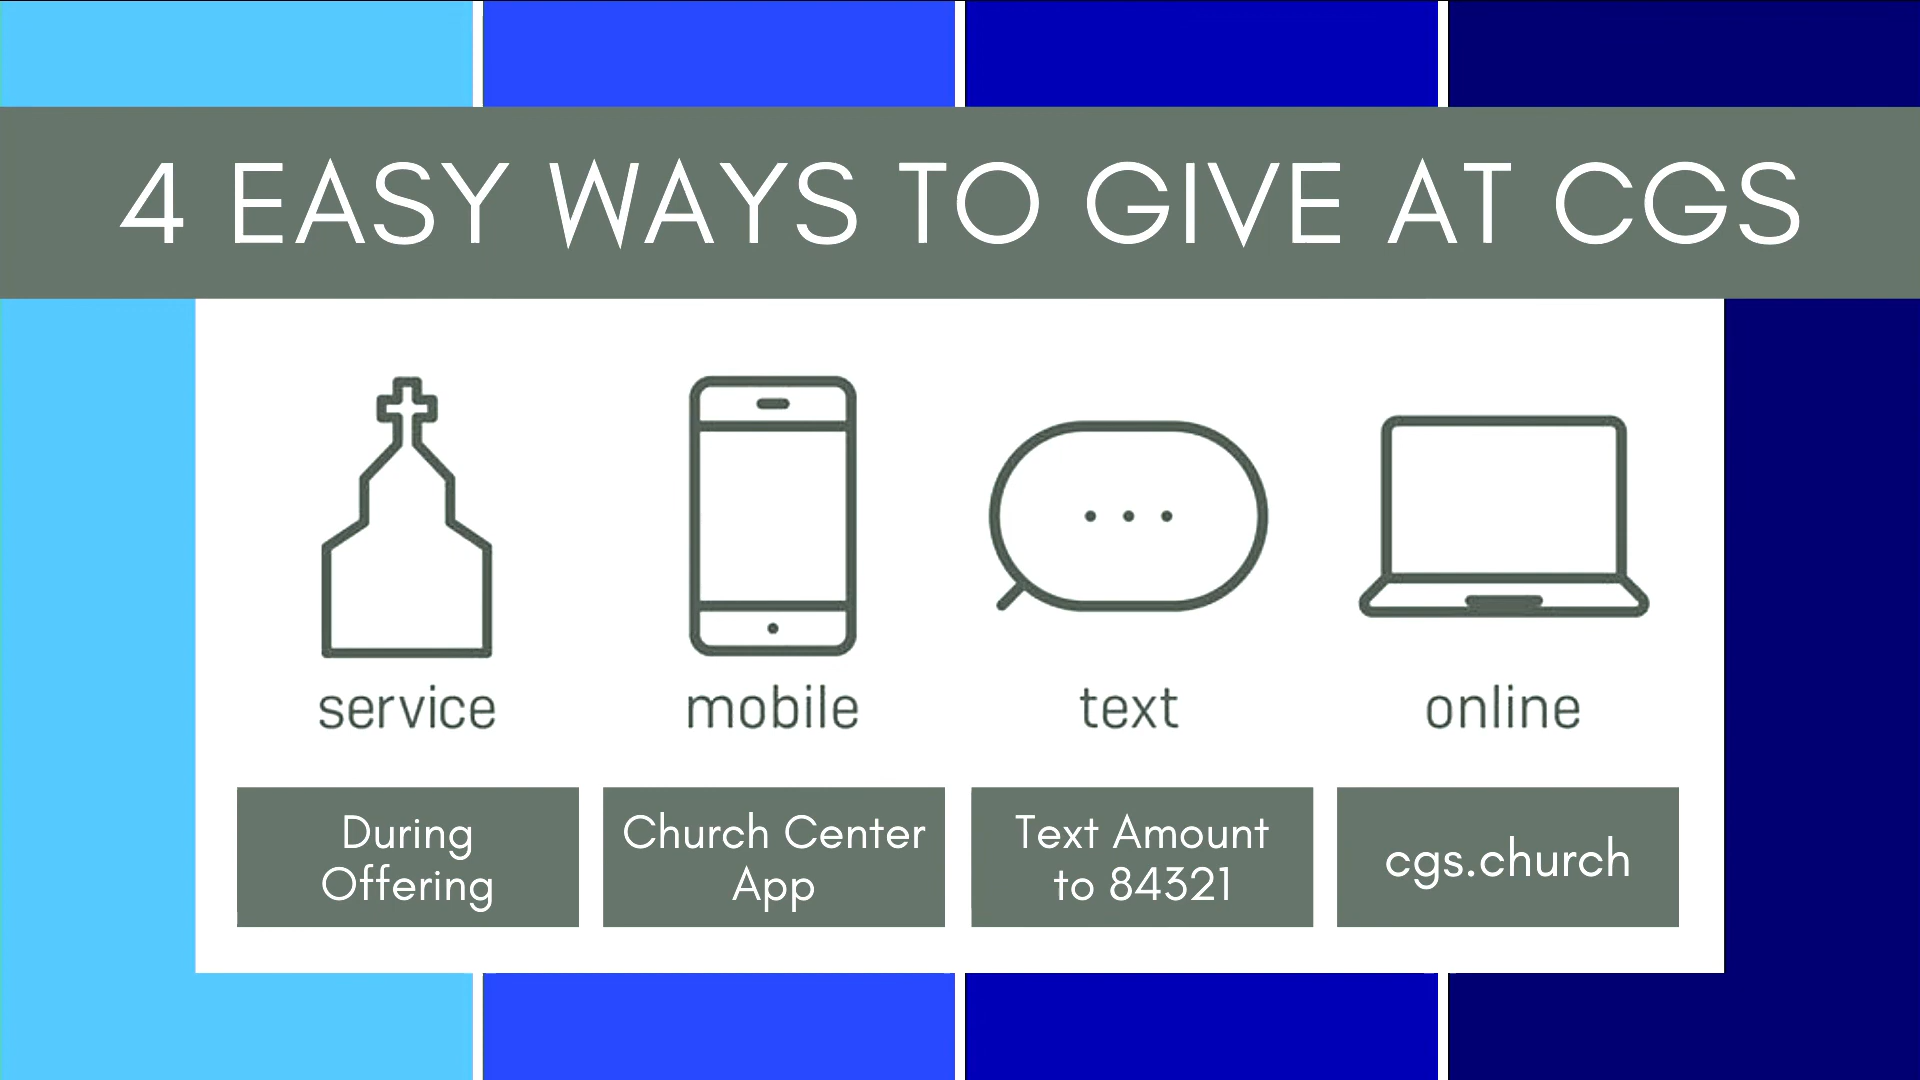 4 EASY WAYS TO GIVE AT CGS
service
mobile
text
online
During
Offering
Church Center
App
Text Amount
to 84321
cgs.church